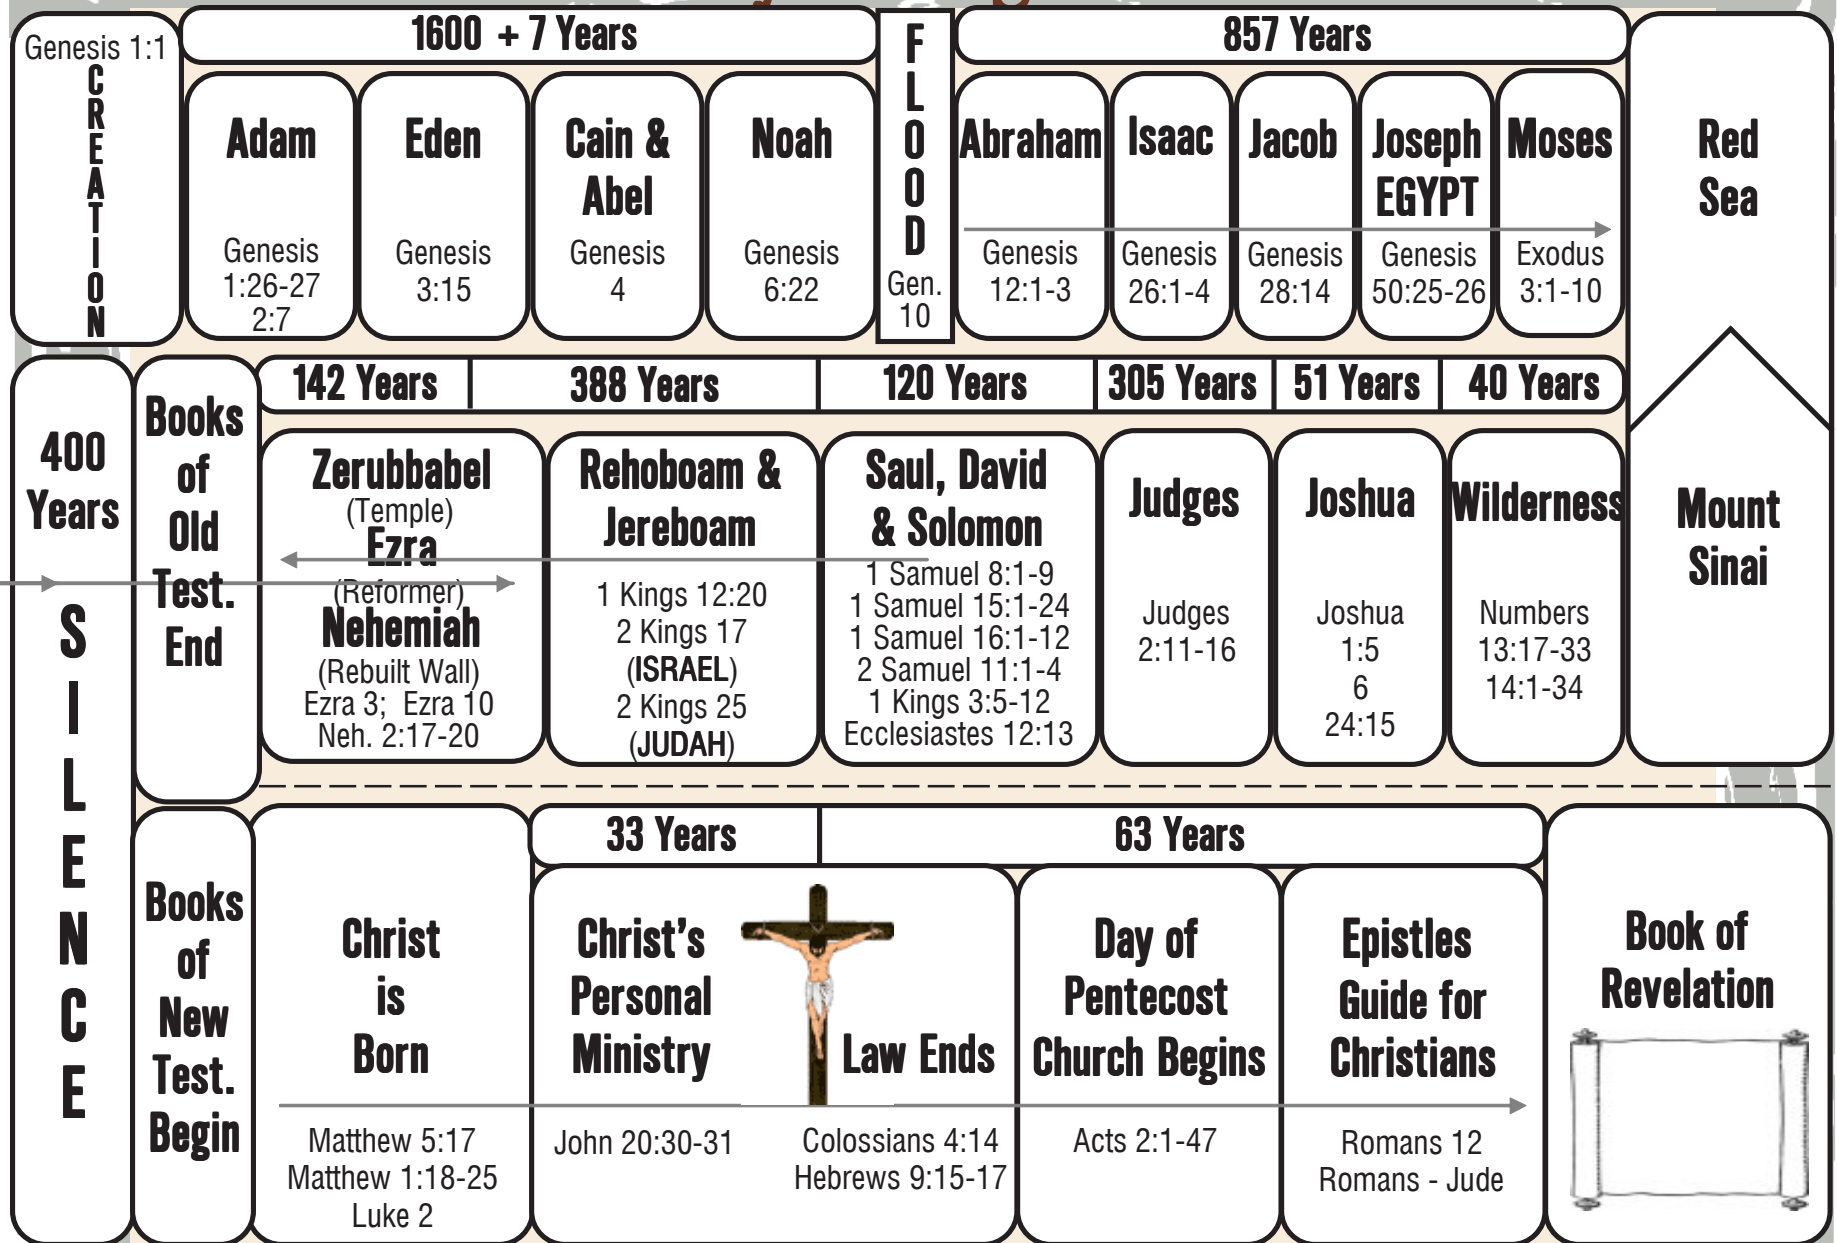 Genesis 1:1
CREATION
1600 + 7 Years
Adam
Genesis
1:26-27
2:7
Eden
Genesis
3:15
Cain &
Abel
Genesis
4
Noah
Genesis
6:22
FLOOD
Gen.
10
857 Years
Abraham
Genesis
12:1-3
Isaac
Genesis
26:1-4
Jacob
Genesis
28:14
Joseph
EGYPT
Genesis
50:25-26
Moses
Exodus
3:1-10
Red
Sea
Mount
Sinai
400
Years
SILENCE
Books
of
Old
Test.
End
142 Years
388 Years
120 Years
305 Years
51 Years
40 Years
Zerubbabel
(Temple)
Ezra
(Reformer)
Nehemiah
(Rebuilt Wall)
Ezra 3; Ezra 10
Neh. 2:17-20
Rehoboam &
Jereboam
1 Kings 12:20
2 Kings 17
(ISRAEL)
2 Kings 25
(JUDAH)
Saul, David
& Solomon
1 Samuel 8:1-9
1 Samuel 15:1-24
1 Samuel 16:1-12
2 Samuel 11:1-4
1 Kings 3:5-12
Ecclesiastes 12:13
Judges
Judges
2:11-16
Joshua
Joshua
1:5
6
24:15
Wilderness
Numbers
13:17-33
14:1-34
Books
of
New
Test.
Begin
Christ
is
Born
Matthew 5:17
Matthew 1:18-25
Luke 2
33 Years
63 Years
Christ's
Personal
Ministry
John 20:30-31
Law Ends
Colossians 4:14
Hebrews 9:15-17
Day of
Pentecost
Church Begins
Acts 2:1-47
Epistles
Guide for
Christians
Romans 12
Romans - Jude
Book of
Revelation